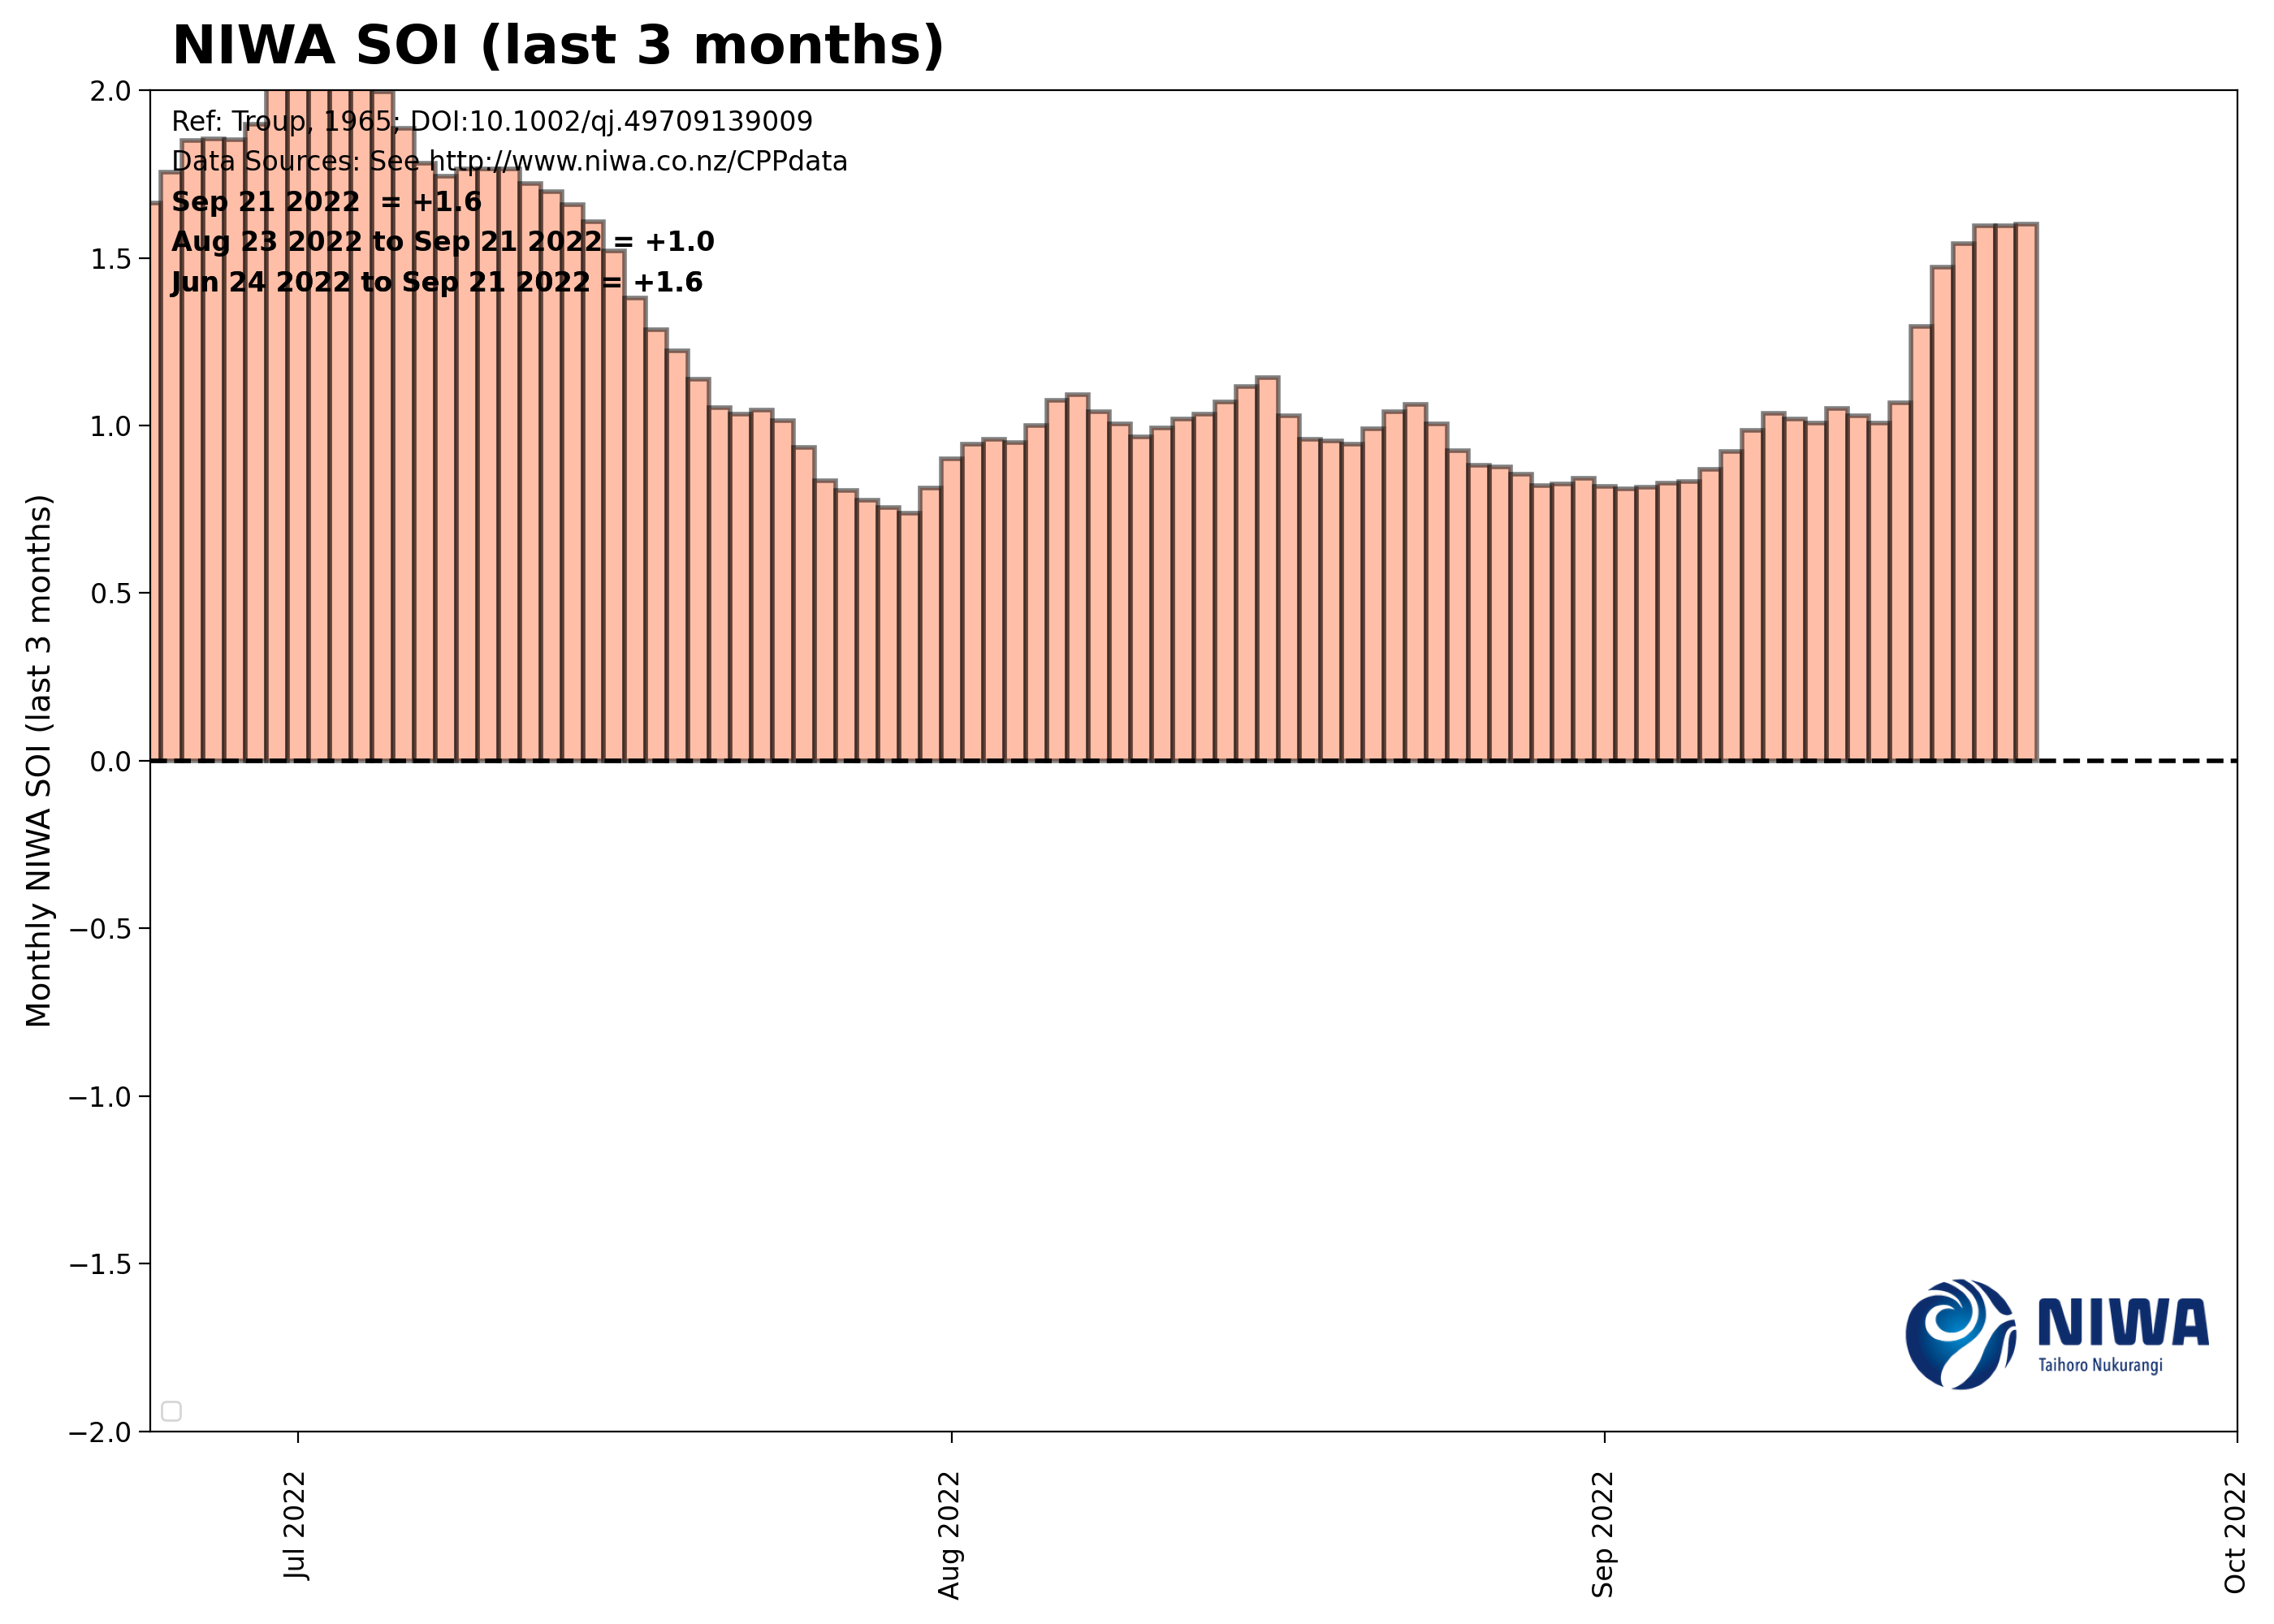 NIWA SOI (last 3 months)
Ref: Troup, 1965; DOI:10.1002/qj.49709139009
Data Sources: See http://www.niwa.co.nz/CPPdata
Sep 21 2022  = +1.6
Aug 23 2022 to Sep 21 2022 = +1.0
Jun 24 2022 to Sep 21 2022 = +1.6
Monthly NIWA SOI (last 3 months)
2.0
1.5
1.0
0.5
0.0
−0.5
−1.0
−1.5
−2.0
NIWA
Taihoro Nukurangi
Jul 2022
Aug 2022
Sep 2022
Oct 2022